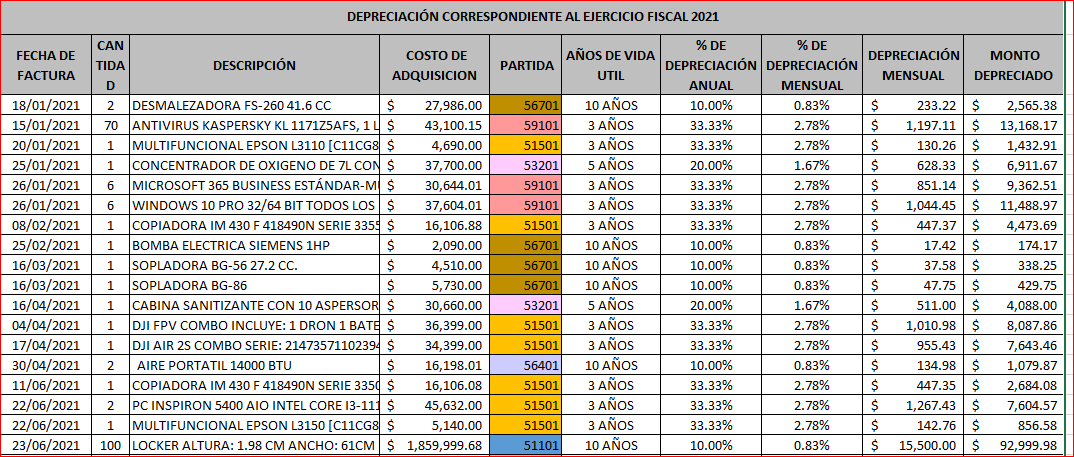 DEPRECIACIÓN CORRESPONDIENTE AL EJERCICIO FISCAL 2021
FECHA DE FACTURA CAN TIDA D DESCRIPCIÓN COSTO DE ADQUISICION PARTIDA AÑOS DE VIDA UTIL % DE DEPRECIACIÓN ANUAL % DE DEPRECIACIÓN MENSUAL DEPRECIACIÓN MENSUAL MONTO DEPRECIADO
18/01/2021 2 DESMALEZADORA FS-260 41.6 CC $ 27,986.00 56701 10 AÑOS 10.00% 0.83% $ 233.22 $ 2,565.38
15/01/2021 70 ANTIVIRUS KASPERSKY KL 1171Z5AFS, 1 L $ 43,100.15 59101 3 AÑOS 33.33% 2.78% $ 1,197.11 $ 13,168.17
20/01/2021 1 MULTIFUNCIONAL EPSON L3110 [C11CG8 $ 4,690.00 51501 3 AÑOS 33.33% 2.78% $ 130.26 $ 1,432.91
25/01/2021 1 CONCENTRADOR DE OXIGENO DE 7L CON $ 37,700.00 53201 5 AÑOS 20.00% 1.67% $ 628.33 $ 6,911.67
26/01/2021 6 MICROSOFT 365 BUSINESS ESTÁNDAR-MU $ 30,644.01 59101 3 AÑOS 33.33% 2.78% $ 851.14 $ 9,362.51
26/01/2021 6 WINDOWS 10 PRO 32/64 BIT TODOS LOS $ 37,604.01 59101 3 AÑOS 33.33% 2.78% $ 1,044.45 $ 11,488.97
08/02/2021 1 COPIADORA IM 430 F 418490N SERIE 3355 $ 16,106.88 51501 3 AÑOS 33.33% 2.78% $ 447.37 $ 4,473.69
25/02/2021 1 BOMBA ELECTRICA SIEMENS 1HP $ 2,090.00 56701 10 AÑOS 10.00% 0.83% $ 17.42 $ 174.17
16/03/2021 1 SOPLADORA BG-56 27.2 CC. $ 4,510.00 56701 10 AÑOS 10.00% 0.83% $ 37.58 $ 338.25
16/03/2021 1 SOPLADORA BG-86 $ 5,730.00 56701 10 AÑOS 10.00% 0.83% $ 47.75 $ 429.75
16/04/2021 1 CABINA SANITIZANTE CON 10 ASPERSOR $ 30,660.00 53201 5 AÑOS 20.00% 1.67% $ 511.00 $ 4,088.00
04/04/2021 1 DJI FPV COMBO INCLUYE: 1 DRON 1 BATE $ 36,399.00 51501 3 AÑOS 33.33% 2.78% $ 1,010.98 $ 8,087.86
17/04/2021 1 DJI AIR 2S COMBO SERIE: 2147357110239 $ 34,399.00 51501 3 AÑOS 33.33% 2.78% $ 955.43 $ 7,643.46
30/04/2021 2 AIRE PORTATIL 14000 BTU $ 16,198.01 56401 10 AÑOS 10.00% 0.83% $ 134.98 $ 1,079.87
11/06/2021 1 COPIADORA IM 430 F 418490N SERIE 3350 $ 16,106.08 51501 3 AÑOS 33.33% 2.78% $ 447.35 $ 2,684.08
22/06/2021 2 PC INSPIRON 5400 AIO INTEL CORE I3-111 $ 45,632.00 51501 3 AÑOS 33.33% 2.78% $ 1,267.43 $ 7,604.57
22/06/2021 1 MULTIFUNCIONAL EPSON L3150 [C11CG8 $ 5,140.00 51501 3 AÑOS 33.33% 2.78% $ 142.76 $ 856.58
23/06/2021 100 LOCKER ALTURA: 1.98 CM ANCHO: 61CM $ 1,859,999.68 51101 10 AÑOS 10.00% 0.83% $ 15,500.00 $ 92,999.98